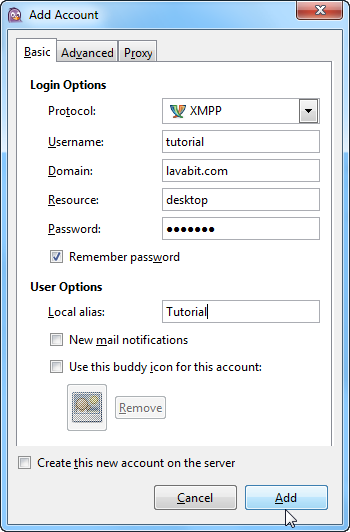 Add Account
Basic Advanced Proxy
Login Options
Protocol: XMPP
Username: tutorial
Domain: lavabit.com
Resource: desktop
Password: ●●●●●●●
Remember password
User Options
Local alias: Tutorial
New mail notifications
Use this buddy icon for this account:
Remove
Create this new account on the server
Cancel Add